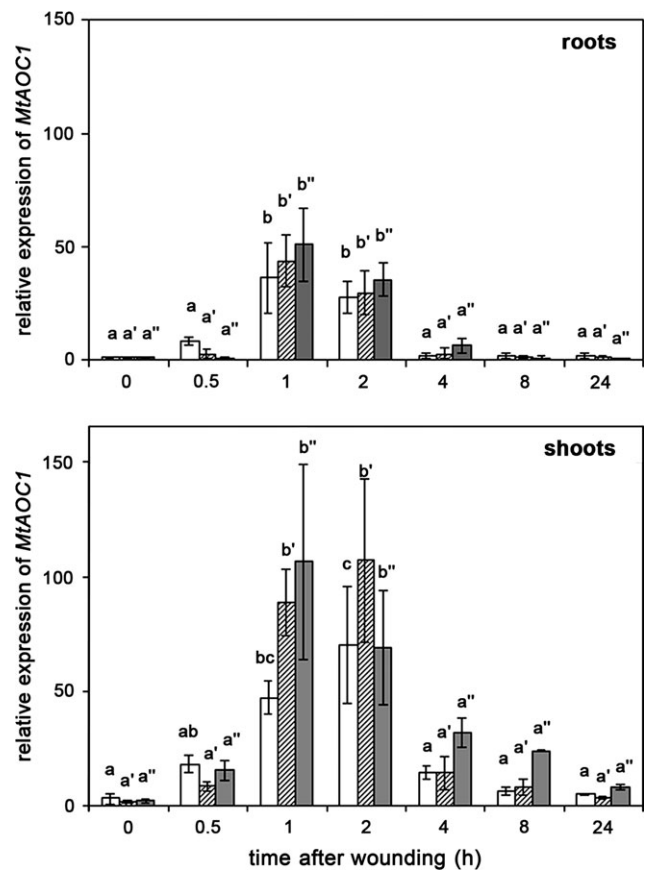 150
roots
100
50
0
relative expression of MtAOC1
a a' a"
a a' a"
b b' b"
b b' b"
a a' a"
a a' a"
a a' a"
0 0.5 1 2 4 8 24
150
shoots
100
50
0
relative expression of MtAOC1
a a' a"
ab a' a"
bc b' b"
c b' b"
a a' a"
a a' a"
a a' a"
0 0.5 1 2 4 8 24
time after wounding (h)